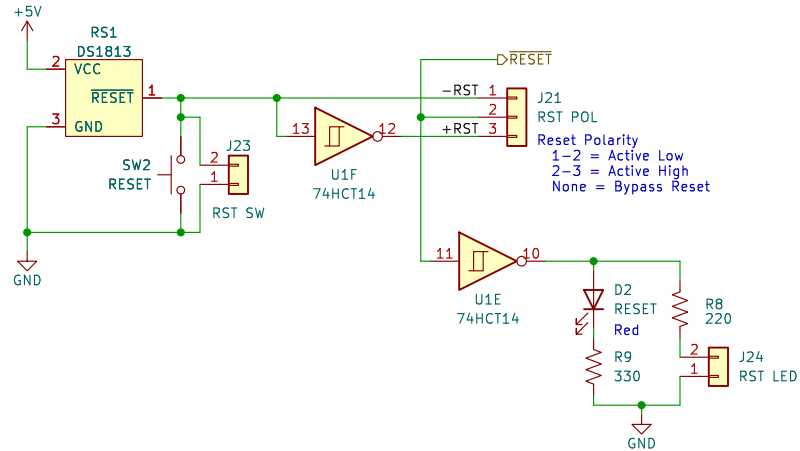 +5V
RS1
DS1813
2
VCC
RESET
1
3
GND
SW2
RESET
J23
2
1
RST SW
GND
13
12
U1F
74HCT14
RESET
-RST
1
2
+RST
3
J21
RST POL
Reset Polarity
1-2 = Active Low
2-3 = Active High
None = Bypass Reset
11
10
U1E
74HCT14
D2
RESET
Red
R9
330
R8
220
2
1
J24
RST LED
GND